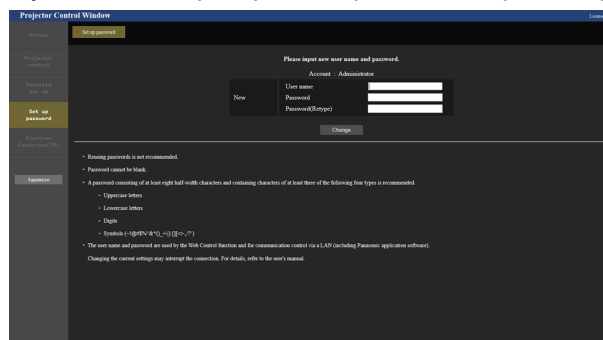 Projector Control Window
License
Status
Set up password
Projector
control
Detailed
set up
Set up
password
Crestron
Connected(TM)
Japanese
Please input new user name and password.
Account : Administrator
New
User name
Password
Password(Retype)
Change
• Reusing passwords is not recommended.
• Password cannot be blank.
• A password consisting of at least eight half-width characters and containing characters of at least three of the following four types is recommended.
• Uppercase letters
• Lowercase letters
• Digits
• Symbols
• The user name and password are used by the Web Control function and for communication control via a LAN (including Panasonic application software).
Changing the current settings may interrupt the connection. For details, refer to the user's manual.